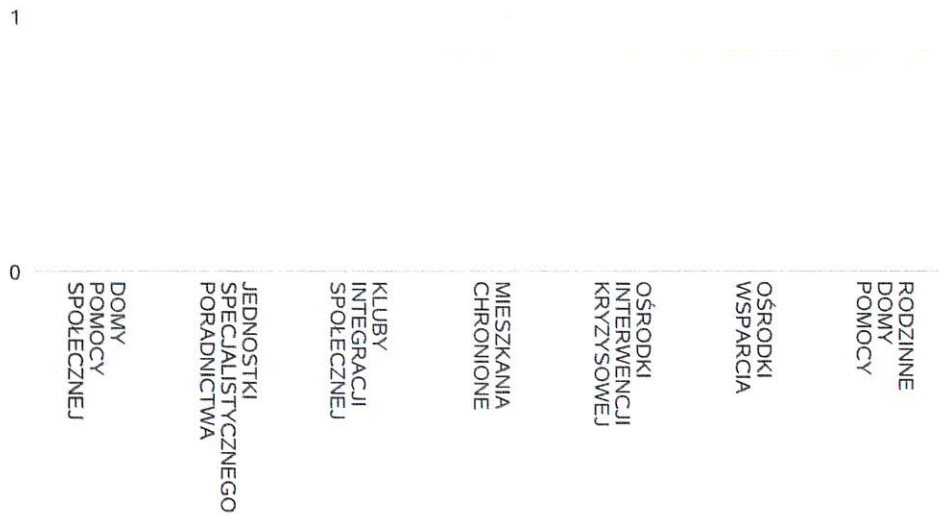 1
0
DOMY
POMOCY
SPOŁECZNEJ
JEDNOSTKI
SPECJALISTYCZNEGO
PORADNICTWA
KLUBY
INTEGRACJI
SPOŁECZNEJ
MIESZKANIA
CHRONIONE
OŚRODKI
INTERWENCJI
KRYZYSOWEJ
OŚRODKI
WSPARCIA
RODZINNE
DOMY
POMOCY